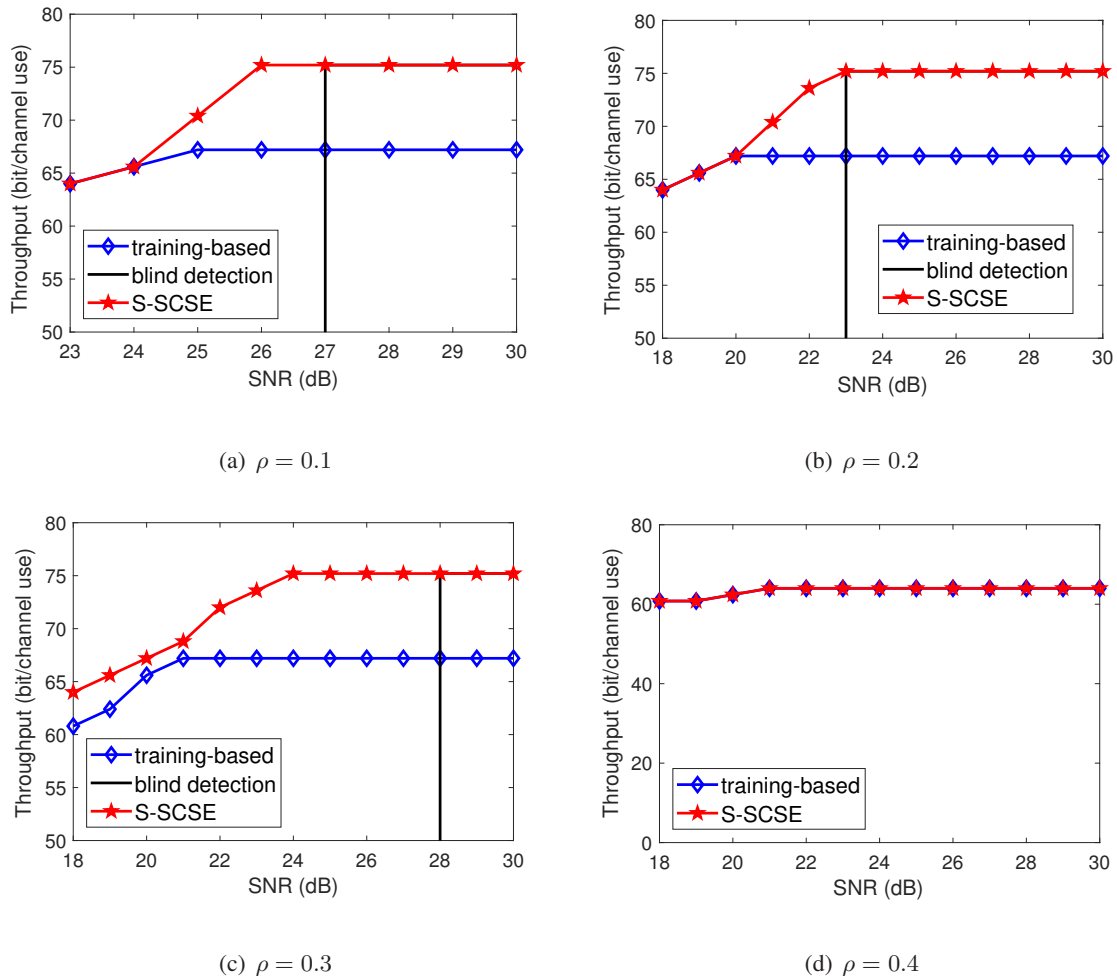 80
75
70
65
60
55
50
Throughput (bit/channel use)
training-based
blind detection
S-SCSE
23 24 25 26 27 28 29 30
SNR (dB)
(a) ρ = 0.1
80
75
70
65
60
55
50
Throughput (bit/channel use)
training-based
blind detection
S-SCSE
18 20 22 24 26 28 30
SNR (dB)
(b) ρ = 0.2
80
75
70
65
60
55
50
Throughput (bit/channel use)
training-based
blind detection
S-SCSE
18 20 22 24 26 28 30
SNR (dB)
(c) ρ = 0.3
80
60
40
20
0
Throughput (bit/channel use)
training-based
S-SCSE
18 20 22 24 26 28 30
SNR (dB)
(d) ρ = 0.4